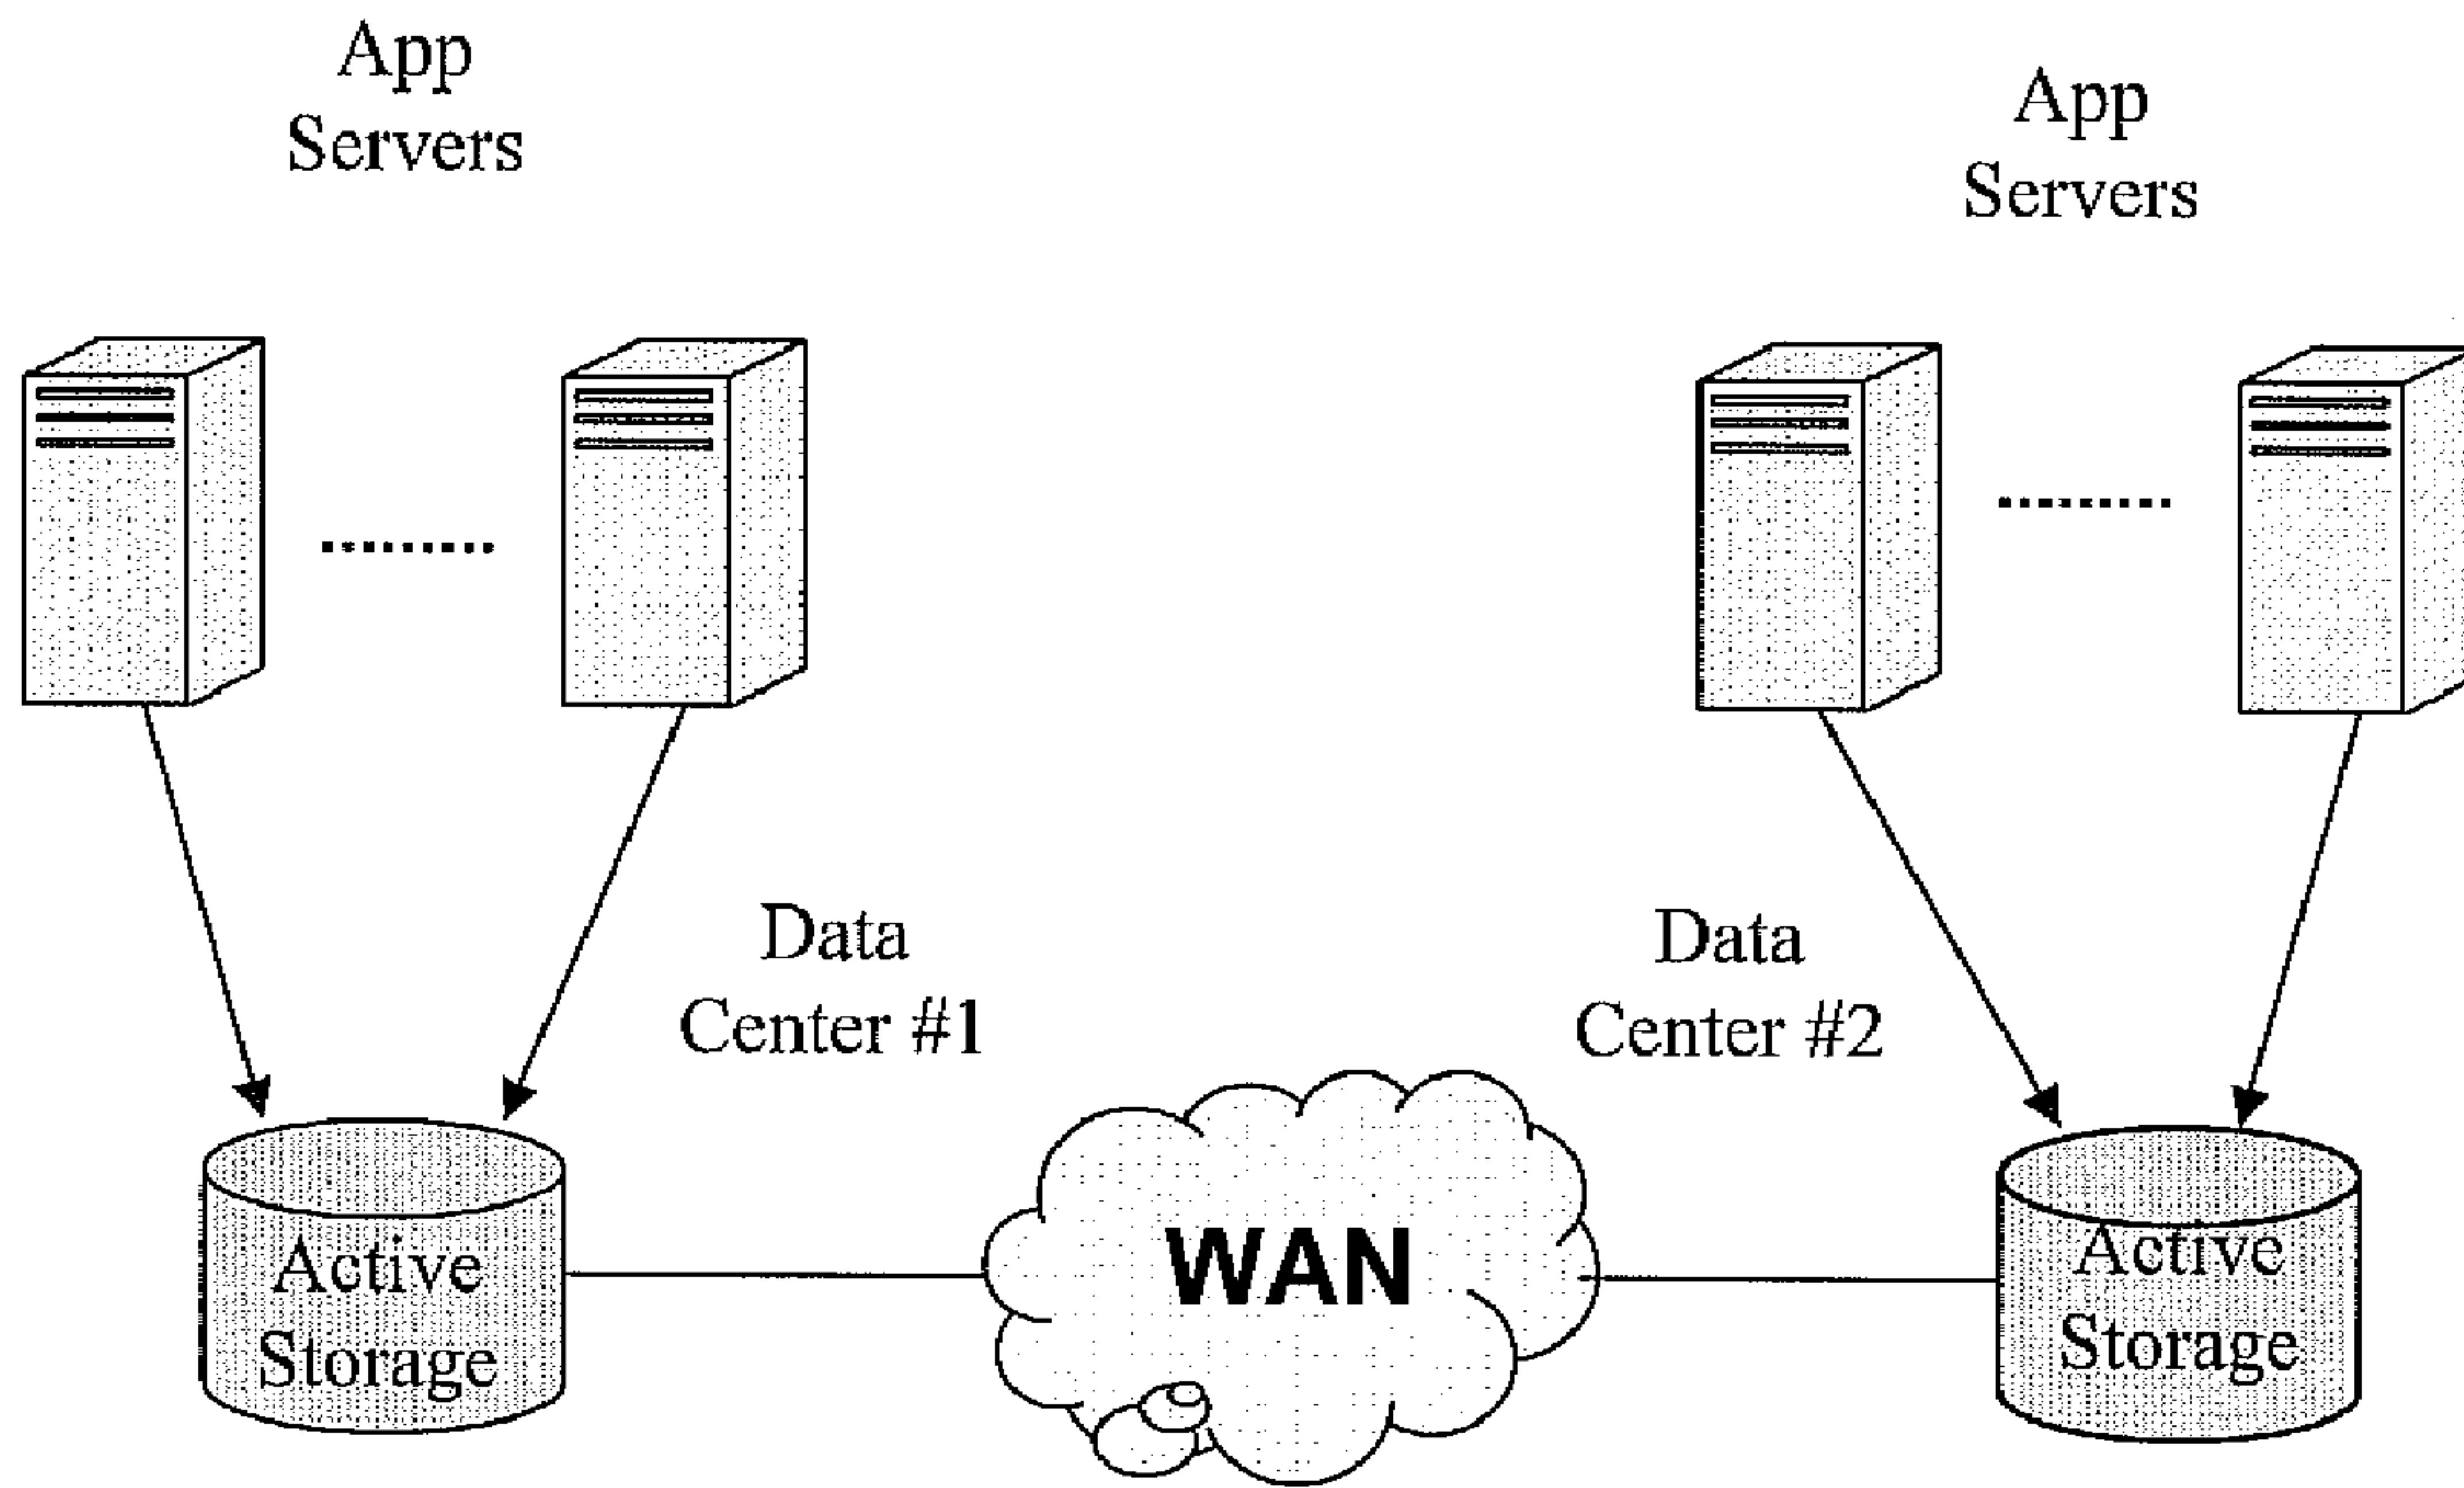 App
Servers
App
Servers
Data
Center #1
Data
Center #2
WAN
Active
Storage
Active
Storage